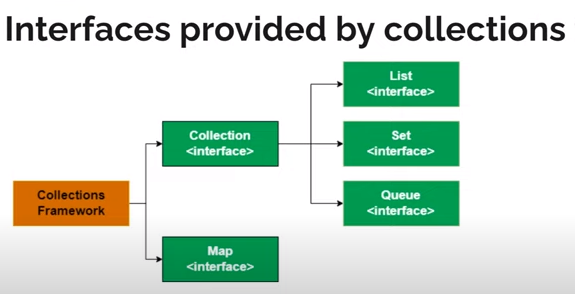 Interfaces provided by collections
List
<interface>
Collection
<interface>
Set
<interface>
Collections
Framework
Queue
<interface>
Map
<interface>